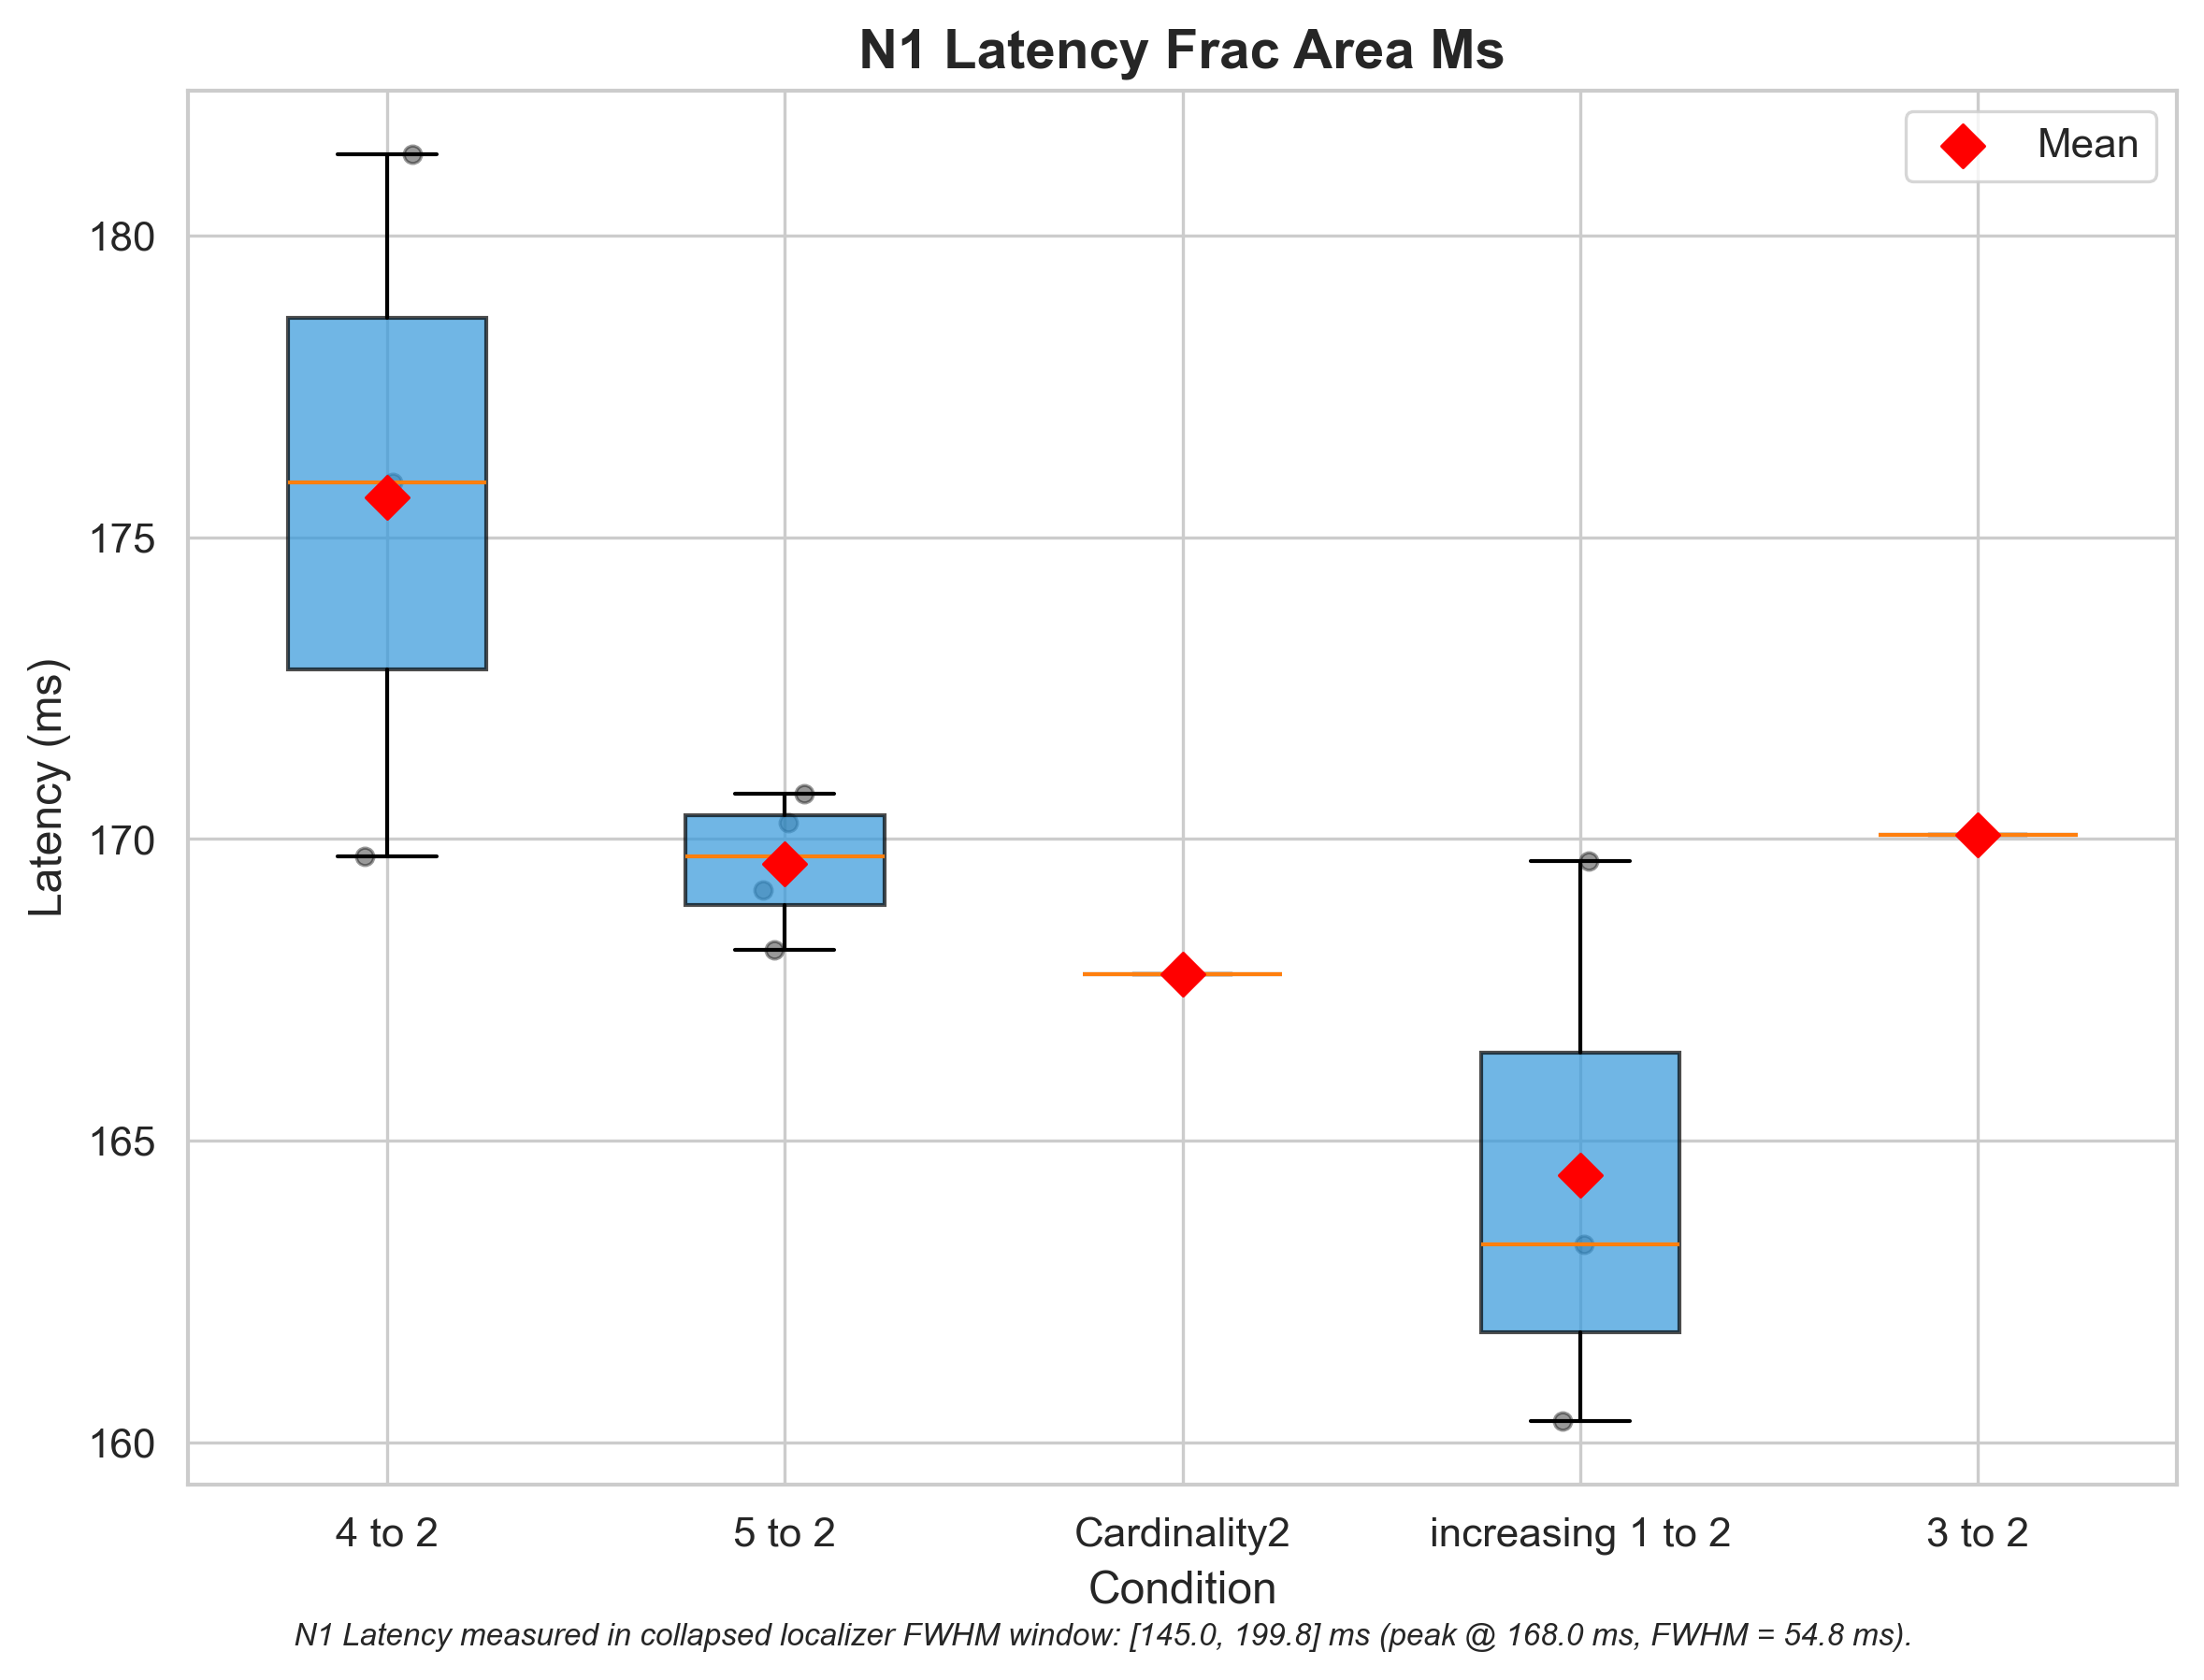 N1 Latency Frac Area Ms
Mean
Latency (ms)
180
175
170
165
160
4 to 2
5 to 2
Cardinality2
increasing 1 to 2
3 to 2
Condition
N1 Latency measured in collapsed localizer FWHM window: [145.0, 199.8] ms (peak @ 168.0 ms, FWHM = 54.8 ms).